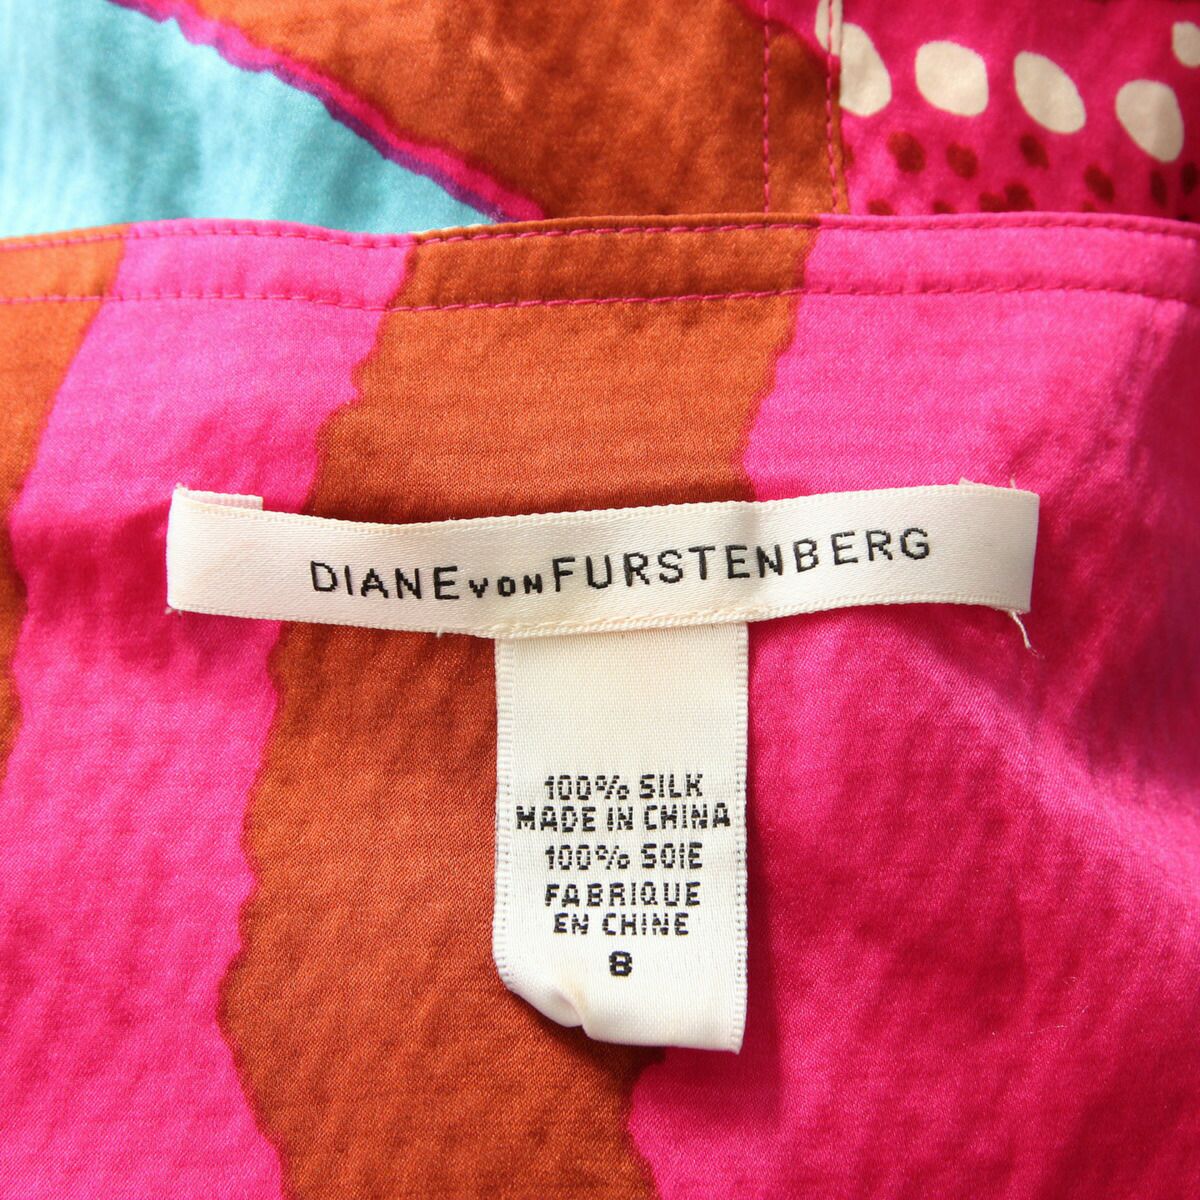 DIANE VON FURSTENBERG
100% SILK
MADE IN CHINA
100% SOIE
FABRIQUE
EN CHINE
8